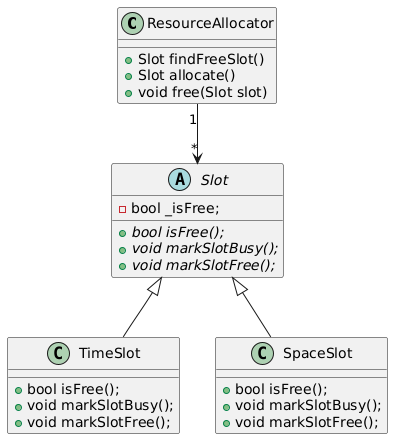 C ResourceAllocator
Slot findFreeSlot()
Slot allocate()
void free(Slot slot)
1
*
A Slot
bool _isFree;
bool isFree();
void markSlotBusy();
void markSlotFree();
C TimeSlot
bool isFree();
void markSlotBusy();
void markSlotFree();
C SpaceSlot
bool isFree();
void markSlotBusy();
void markSlotFree();